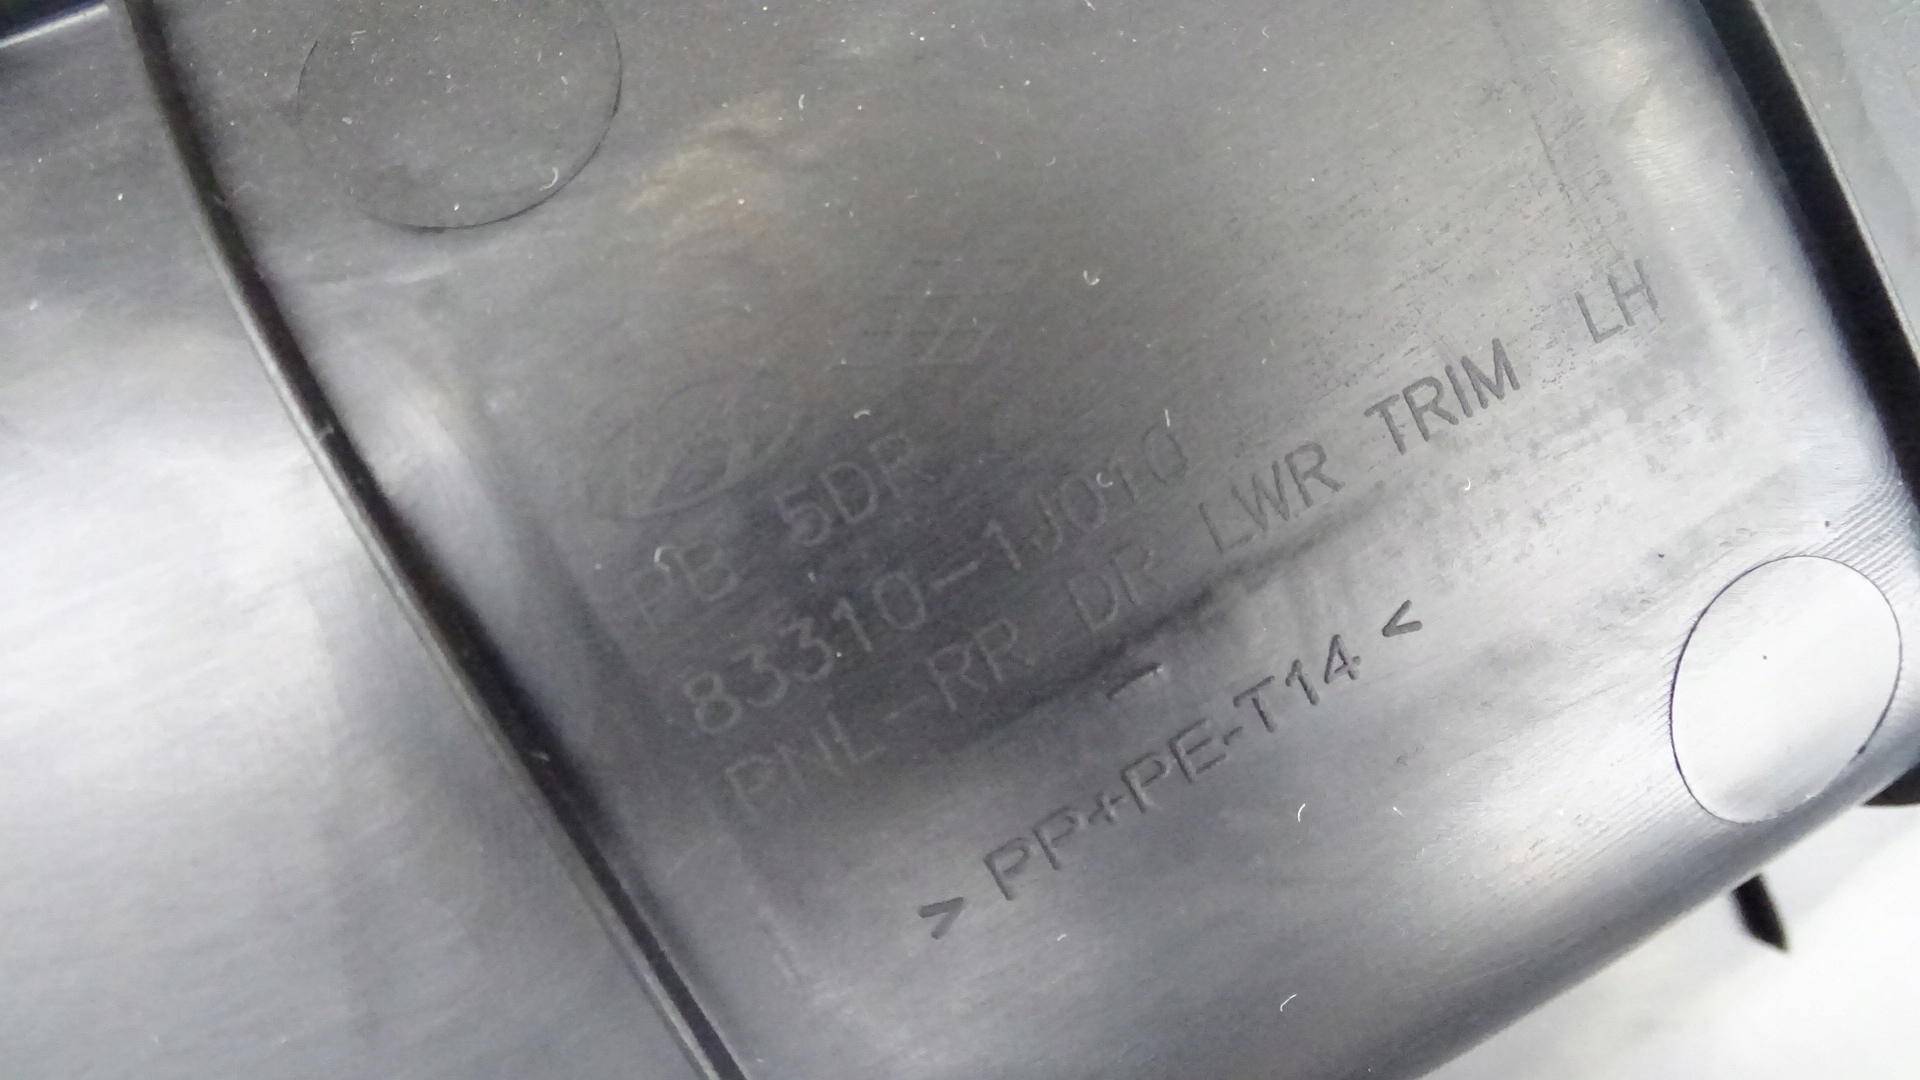 PB 5DR
83310-1J010
PNL-RR DR LWR TRIM LH
>PP+PE-T14<